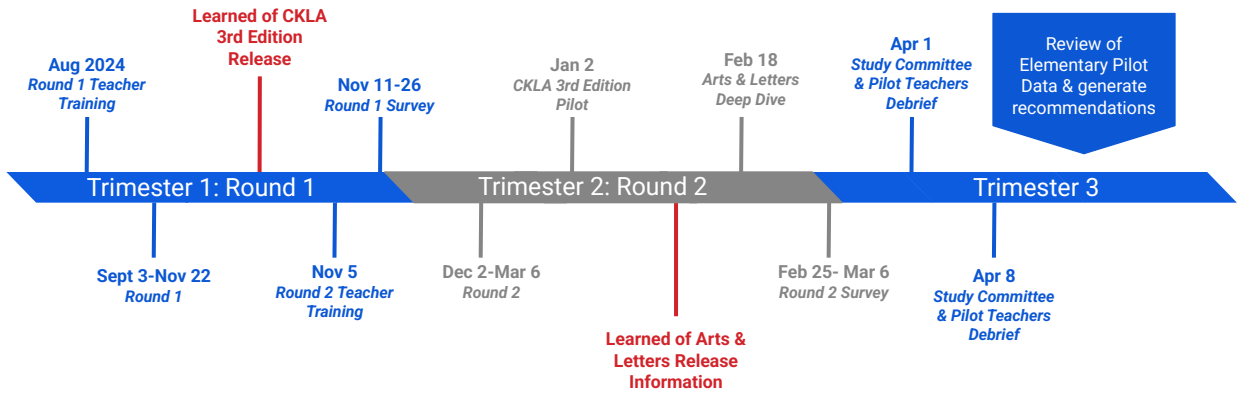 Learned of CKLA
3rd Edition
Release
Aug 2024
Round 1 Teacher
Training
Nov 11-26
Round 1 Survey
Jan 2
CKLA 3rd Edition
Pilot
Feb 18
Arts & Letters
Deep Dive
Apr 1
Study Committee
& Pilot Teachers
Debrief
Review of
Elementary Pilot
Data & generate
recommendations
Trimester 1: Round 1
Trimester 2: Round 2
Trimester 3
Sept 3-Nov 22
Round 1
Nov 5
Round 2 Teacher
Training
Dec 2-Mar 6
Round 2
Learned of Arts &
Letters Release
Information
Feb 25- Mar 6
Round 2 Survey
Apr 8
Study Committee
& Pilot Teachers
Debrief